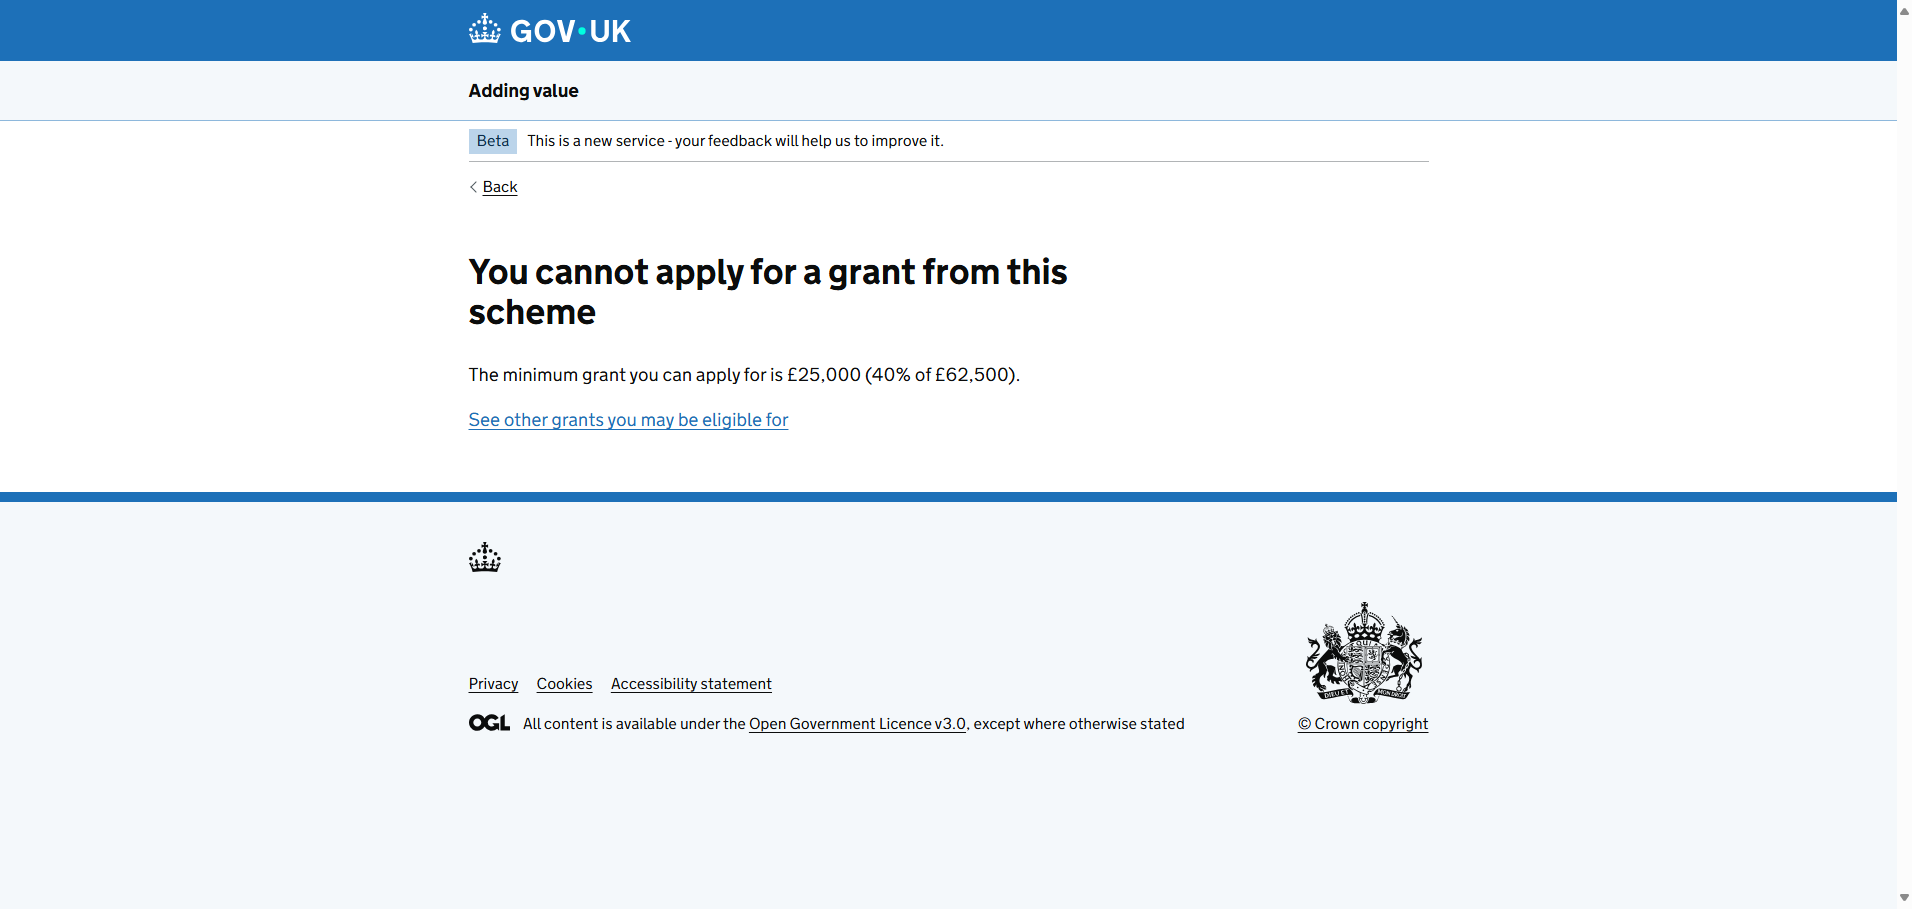 GOV·UK
Adding value
Beta This is a new service - your feedback will help us to improve it.
Back
You cannot apply for a grant from this
scheme
The minimum grant you can apply for is £25,000 (40% of £62,500).
See other grants you may be eligible for
Privacy Cookies Accessibility statement
OGL All content is available under the Open Government Licence v3.0, except where otherwise stated
© Crown copyright